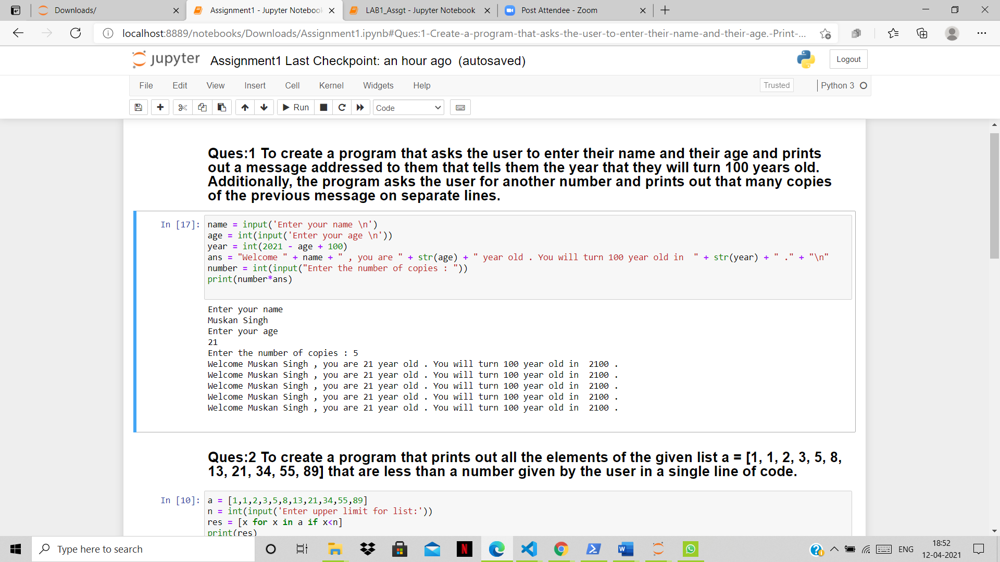 Downloads/
Assignment1 - Jupyter Notebook
LAB1_Assgt - Jupyter Notebook
Post Attendee - Zoom
localhost:8889/notebooks/Downloads/Assignment1.ipynb#Ques:1-Create-a-program-that-asks-the-user-to-enter-their-name-and-their-age.-Print-...
jupyter Assignment1 Last Checkpoint: an hour ago (autosaved)
Logout
File Edit View Insert Cell Kernel Widgets Help
Trusted
Python 3
Run
Code
Ques:1 To create a program that asks the user to enter their name and their age and prints
out a message addressed to them that tells them the year that they will turn 100 years old.
Additionally, the program asks the user for another number and prints out that many copies
of the previous message on separate lines.
In [17]: name = input('Enter your name \n')
age = int(input('Enter your age \n'))
year = int(2021 - age + 100)
ans = "Welcome " + name + " , you are " + str(age) + " year old . You will turn 100 year old in  " + str(year) + " ." + "\n"
number = int(input("Enter the number of copies : "))
print(number*ans)
Enter your name
Muskan Singh
Enter your age
21
Enter the number of copies : 5
Welcome Muskan Singh , you are 21 year old . You will turn 100 year old in  2100 .
Welcome Muskan Singh , you are 21 year old . You will turn 100 year old in  2100 .
Welcome Muskan Singh , you are 21 year old . You will turn 100 year old in  2100 .
Welcome Muskan Singh , you are 21 year old . You will turn 100 year old in  2100 .
Welcome Muskan Singh , you are 21 year old . You will turn 100 year old in  2100 .
Ques:2 To create a program that prints out all the elements of the given list a = [1, 1, 2, 3, 5, 8,
13, 21, 34, 55, 89] that are less than a number given by the user in a single line of code.
In [10]: a = [1,1,2,3,5,8,13,21,34,55,89]
n = int(input('Enter upper limit for list:'))
res = [x for x in a if x<n]
print(res)
Type here to search
ENG
18:52
12-04-2021